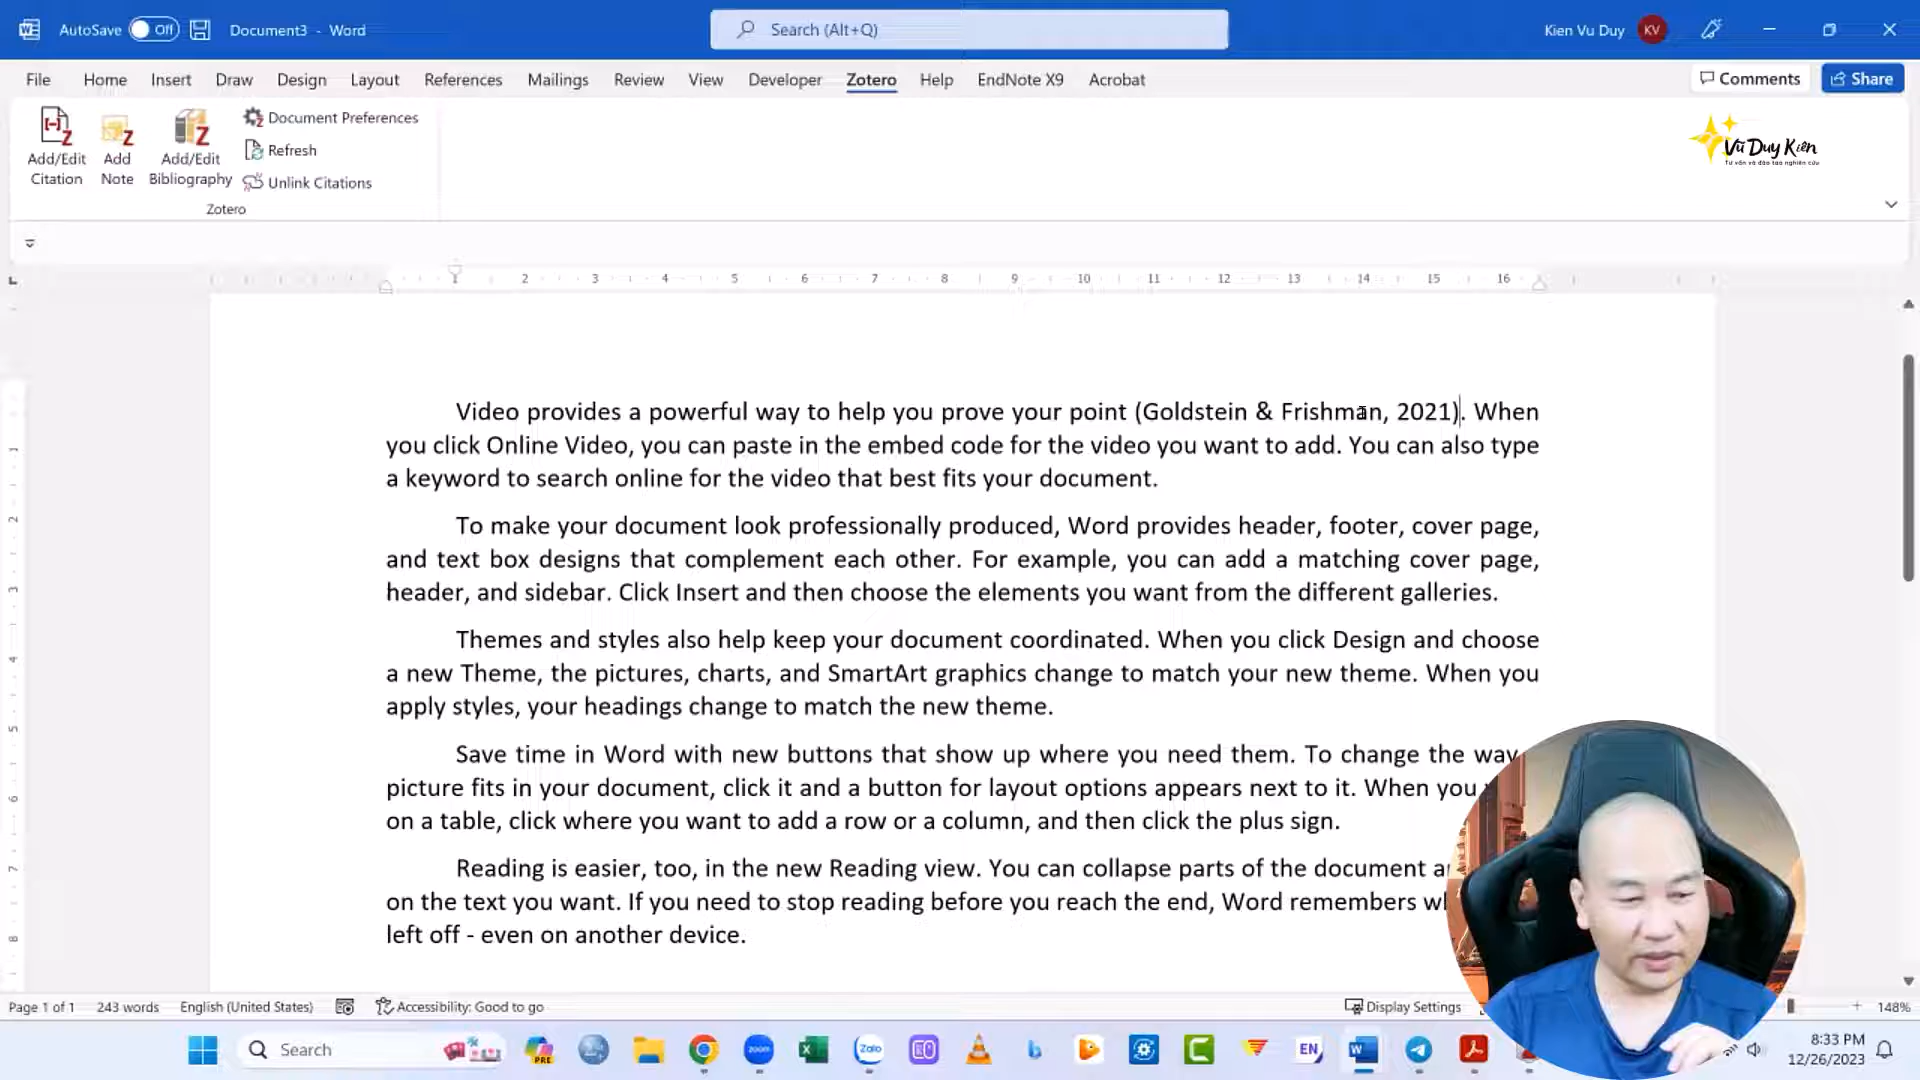 AutoSave Off Document3 - Word Search (Alt+Q) Kien Vu Duy KV
File Home Insert Draw Design Layout References Mailings Review View Developer Zotero Help EndNote X9 Acrobat Comments Share
Add/Edit Citation
Add Note
Add/Edit Bibliography
Document Preferences
Refresh
Unlink Citations
Zotero
Vũ Duy Kiên
Tư vấn và đào tạo nghiên cứu
1 2 3 4 5 6 7 8 9 10 11 12 13 14 15 16
Video provides a powerful way to help you prove your point (Goldstein & Frishman, 2021). When
you click Online Video, you can paste in the embed code for the video you want to add. You can also type
a keyword to search online for the video that best fits your document.
To make your document look professionally produced, Word provides header, footer, cover page,
and text box designs that complement each other. For example, you can add a matching cover page,
header, and sidebar. Click Insert and then choose the elements you want from the different galleries.
Themes and styles also help keep your document coordinated. When you click Design and choose
a new Theme, the pictures, charts, and SmartArt graphics change to match your new theme. When you
apply styles, your headings change to match the new theme.
Save time in Word with new buttons that show up where you need them. To change the way
picture fits in your document, click it and a button for layout options appears next to it. When you
on a table, click where you want to add a row or a column, and then click the plus sign.
Reading is easier, too, in the new Reading view. You can collapse parts of the document
on the text you want. If you need to stop reading before you reach the end, Word remembers
left off - even on another device.
1 2 3 4 5 6 7 8
Page 1 of 1 243 words English (United States) Accessibility: Good to go Display Settings 148%
Search PRE zoom Zalo EN 8:33 PM
12/26/2023